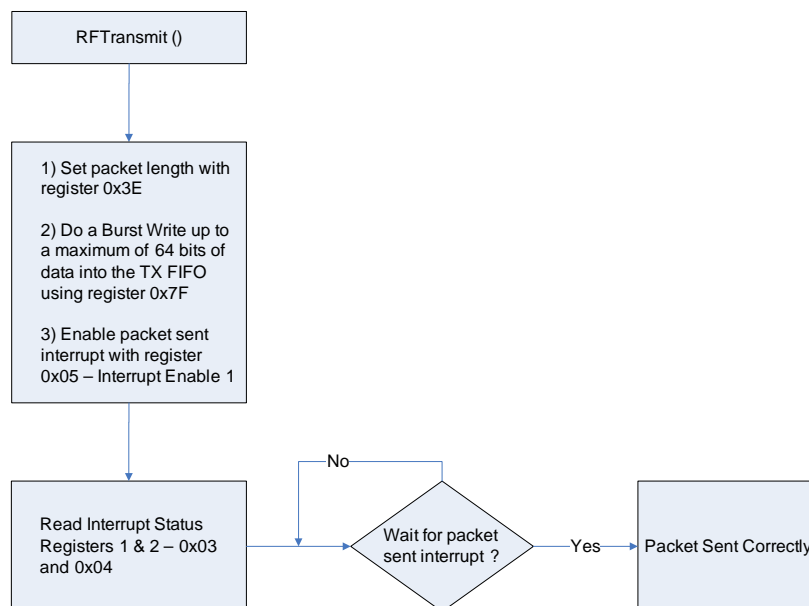 RFTransmit ()
1) Set packet length with
register 0x3E
2) Do a Burst Write up to
a maximum of 64 bits of
data into the TX FIFO
using register 0x7F
3) Enable packet sent
interrupt with register
0x05 – Interrupt Enable 1
Read Interrupt Status
Registers 1 & 2 – 0x03
and 0x04
No
Wait for packet
sent interrupt ?
Yes
Packet Sent Correctly